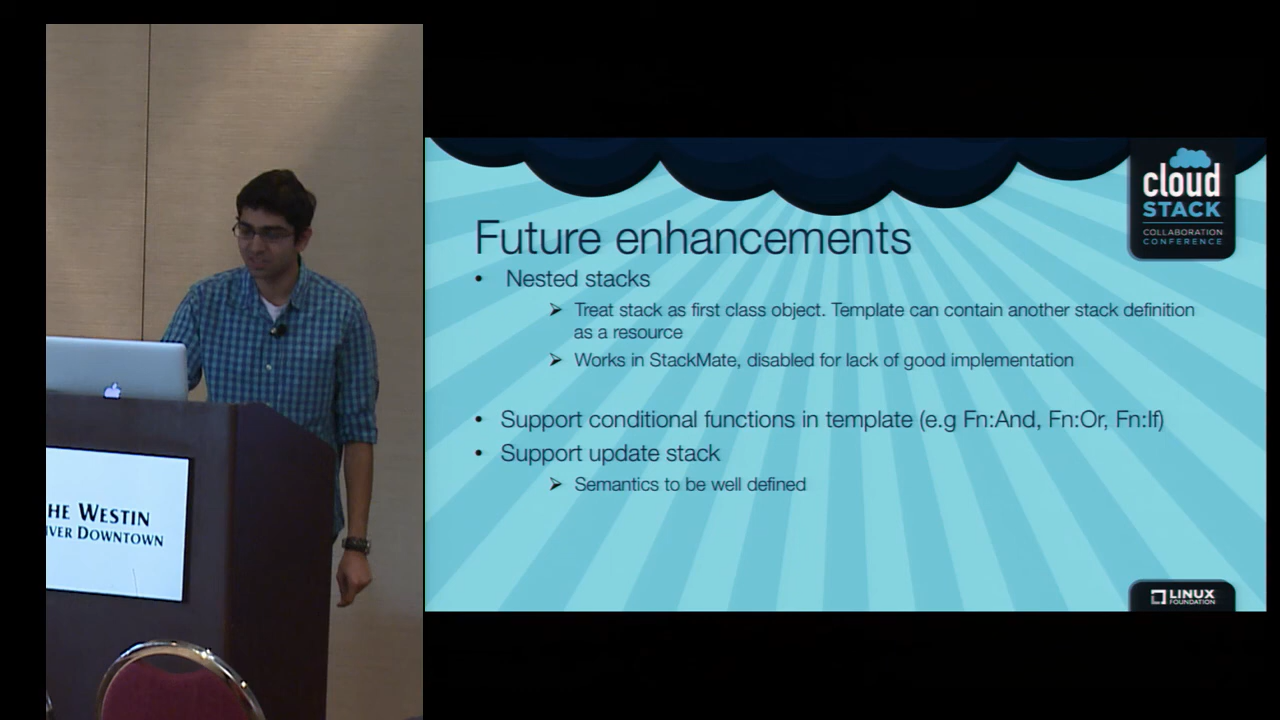 HE WESTIN
VER DOWNTOWN
cloud
STACK
COLLABORATION
CONFERENCE
Future enhancements
• Nested stacks
➢ Treat stack as first class object. Template can contain another stack definition
as a resource
➢ Works in StackMate, disabled for lack of good implementation
• Support conditional functions in template (e.g Fn:And, Fn:Or, Fn:If)
• Support update stack
➢ Semantics to be well defined
LINUX
FOUNDATION